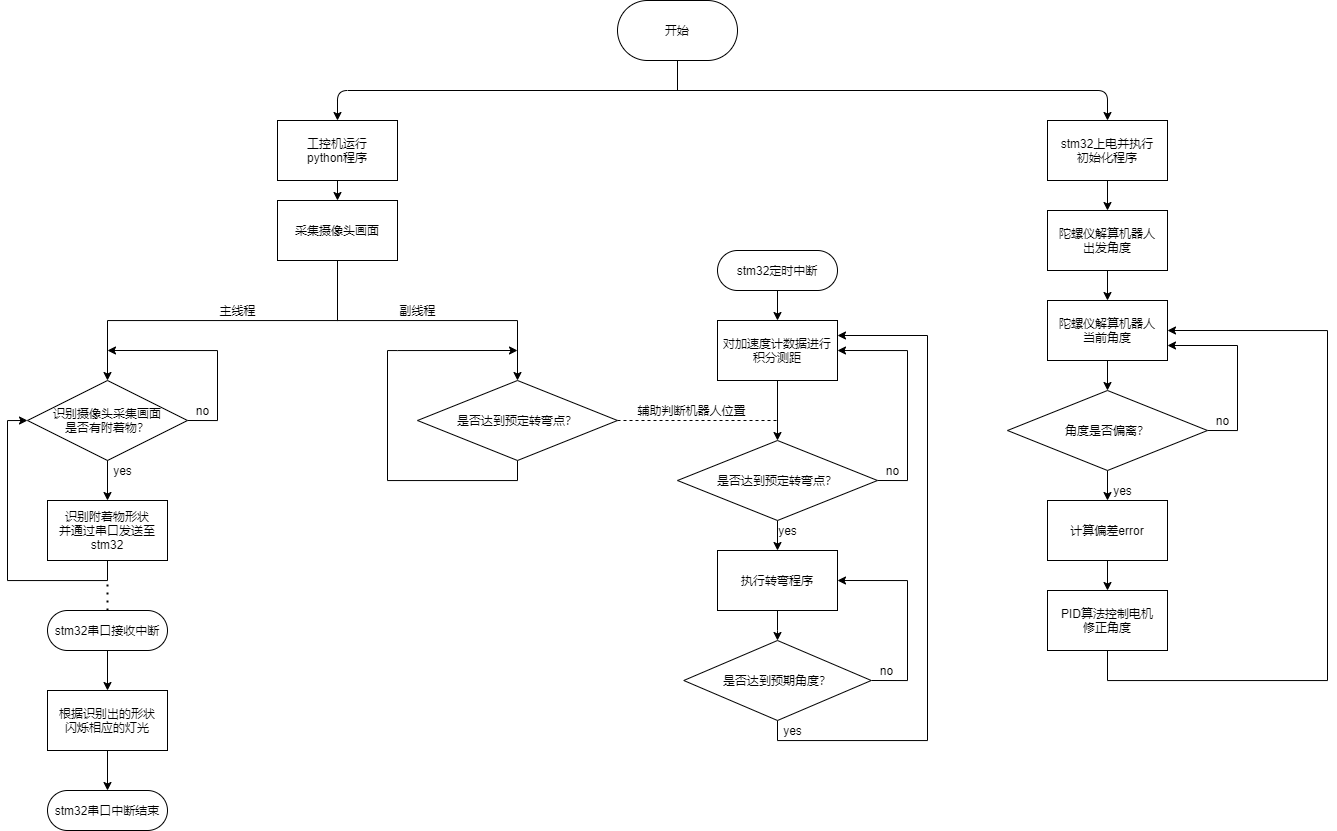 开始
工控机运行
python程序
采集摄像头画面
主线程
副线程
识别摄像头采集画面
是否有附着物？
no
yes
识别附着物形状
并通过串口发送至
stm32
stm32串口接收中断
根据识别出的形状
闪烁相应的灯光
stm32串口中断结束
是否达到预定转弯点？
辅助判断机器人位置
stm32定时中断
对加速度计数据进行
积分测距
是否达到预定转弯点？
no
yes
执行转弯程序
是否达到预期角度？
no
yes
stm32上电并执行
初始化程序
陀螺仪解算机器人
出发角度
陀螺仪解算机器人
当前角度
角度是否偏离？
no
yes
计算偏差error
PID算法控制电机
修正角度